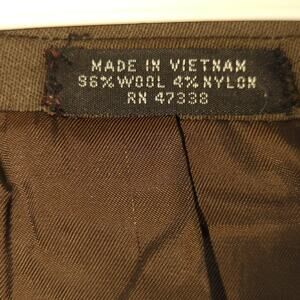 MADE IN VIETNAM
96% WOOL 4% NYLON
RN 47338